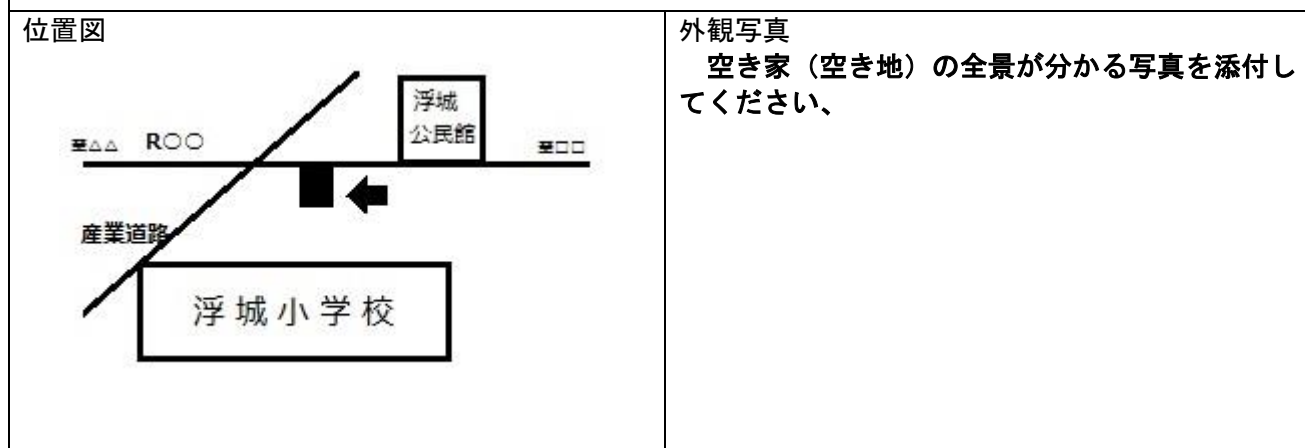 位置図
浮城
公民館
至△△
R○○
至□□
産業道路
浮城小学校
外観写真
空き家（空き地）の全景が分かる写真を添付し
てください、